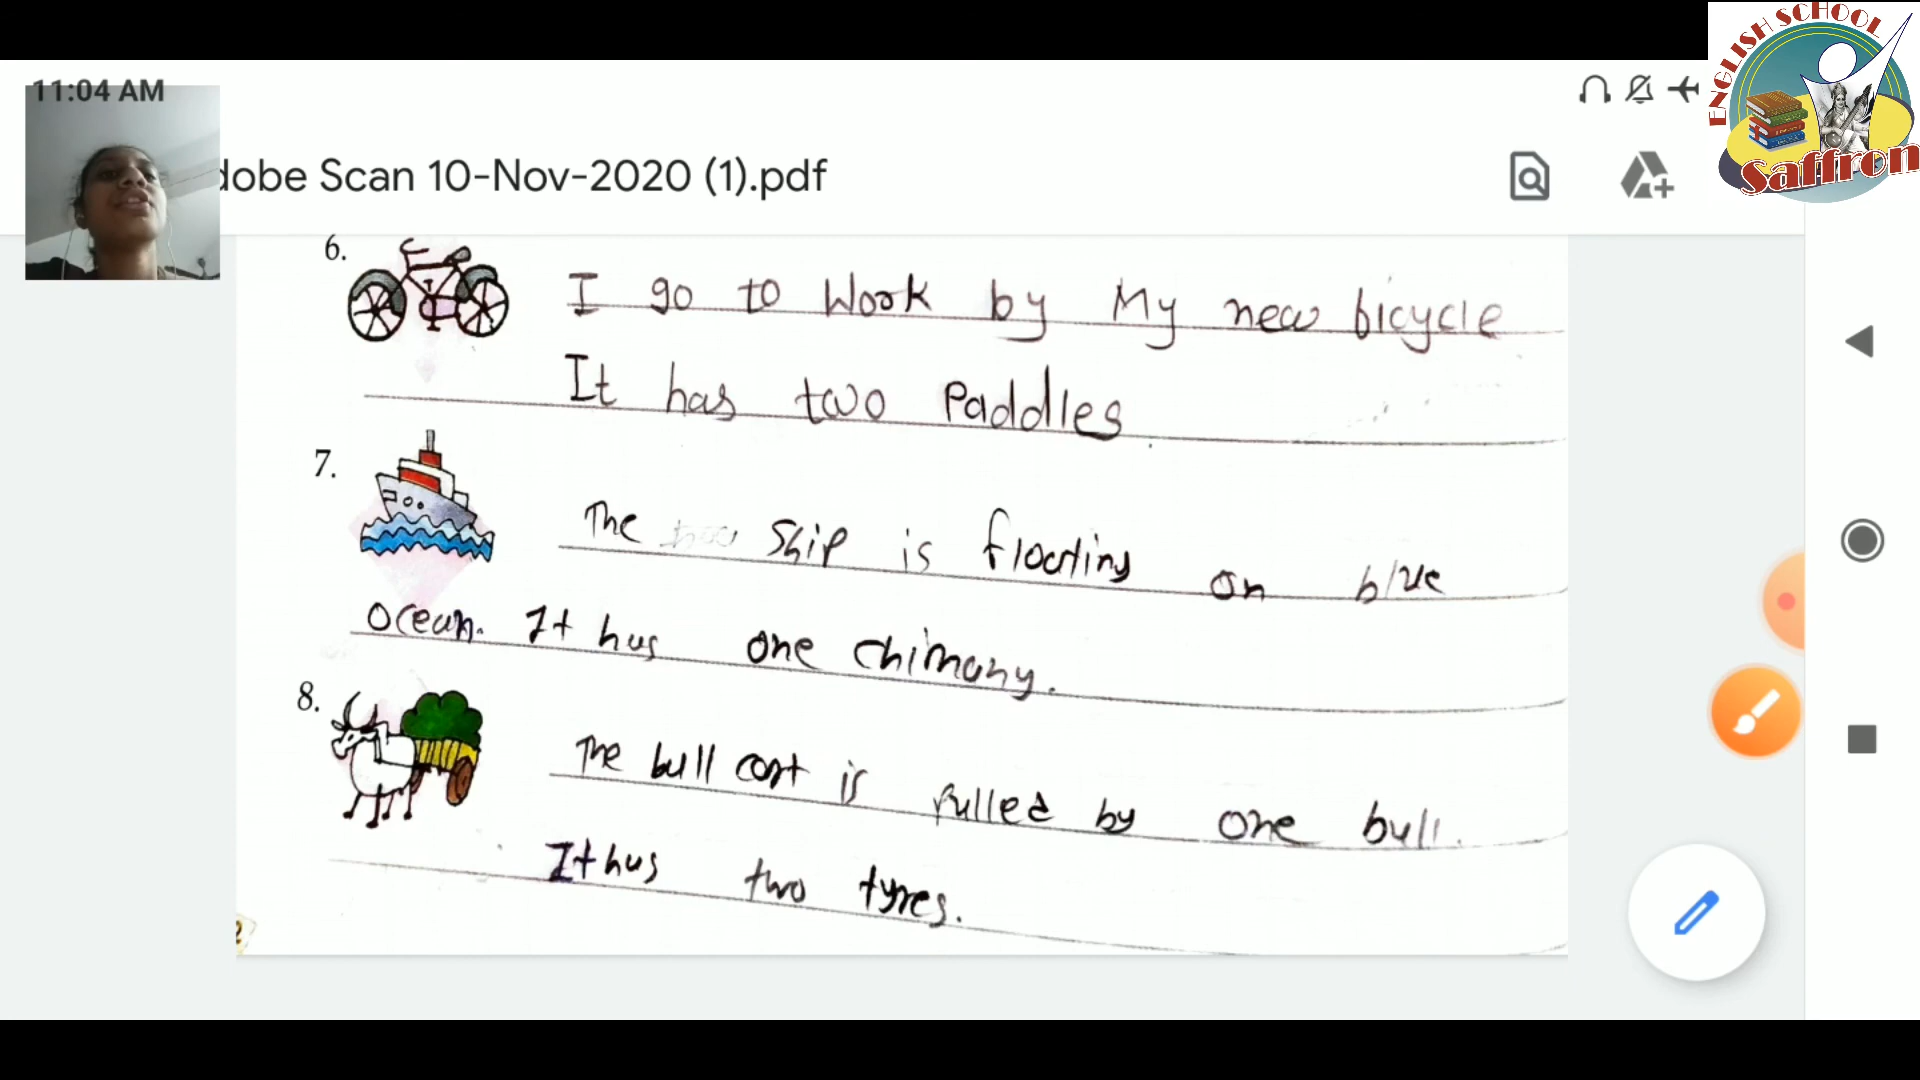 11:04 AM
dobe Scan 10-Nov-2020 (1).pdf
ENGLISH SCHOOL
Saffron
6.
I go to Work by My new bicycle
It has two Paddles
7.
The Ship is floating on blue
Ocean. It has one chimany.
8.
The bull cart is pulled by one bull.
It has two tyres.